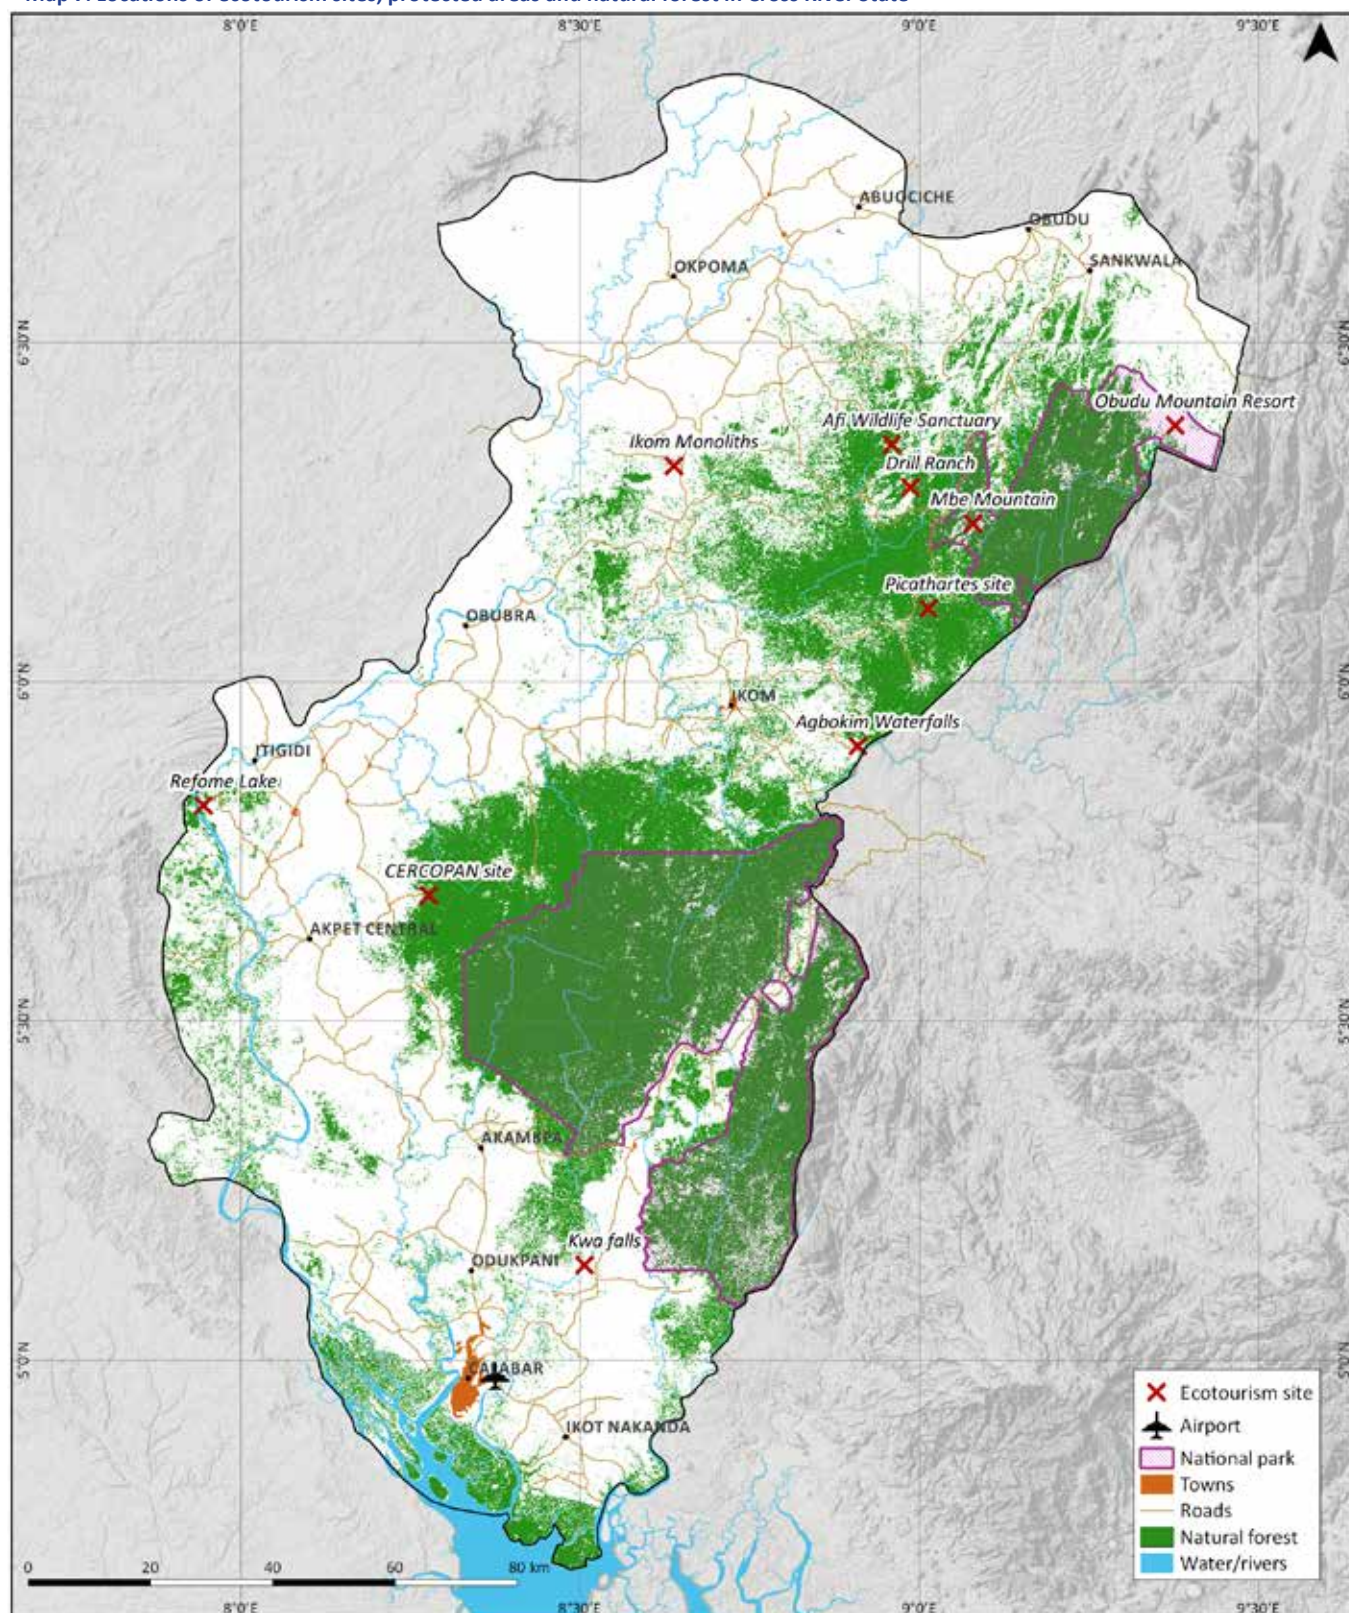 8°0'E 8°30'E 9°0'E 9°30'E
ABUOCICHE
OBUDU
SANKWALA
OKPOMA
6°30'N 6°30'N
Obudu Mountain Resort
Afi Wildlife Sanctuary
Ikom Monoliths
Drill Ranch
Mbe Mountain
Picathartes site
OBUBRA
6°0'N 6°0'N
IKOM
Agbokim Waterfalls
ITIGIDI
Refome Lake
CERCOPAN site
AKPET CENTRAL
5°30'N 5°30'N
AKAMBPA
Kwa falls
ODUKPANI
5°0'N 5°0'N
CALABAR
IKOT NAKANDA
Ecotourism site
Airport
National park
Towns
Roads
Natural forest
Water/rivers
0 20 40 60 80 km
8°0'E 8°30'E 9°0'E 9°30'E